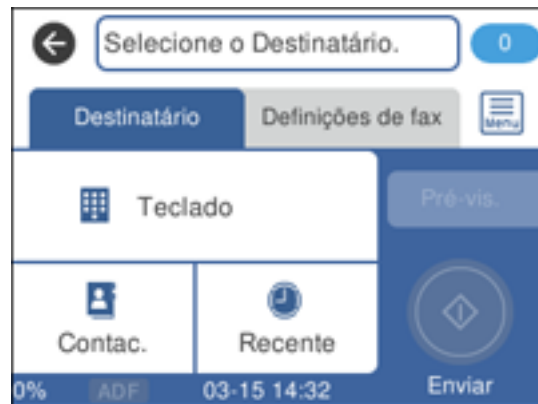 Selecione o Destinatário.
0
Destinatário
Definições de fax
Menu
Teclado
Pré-vis.
Contac.
Recente
Enviar
0%
ADF
03-15 14:32